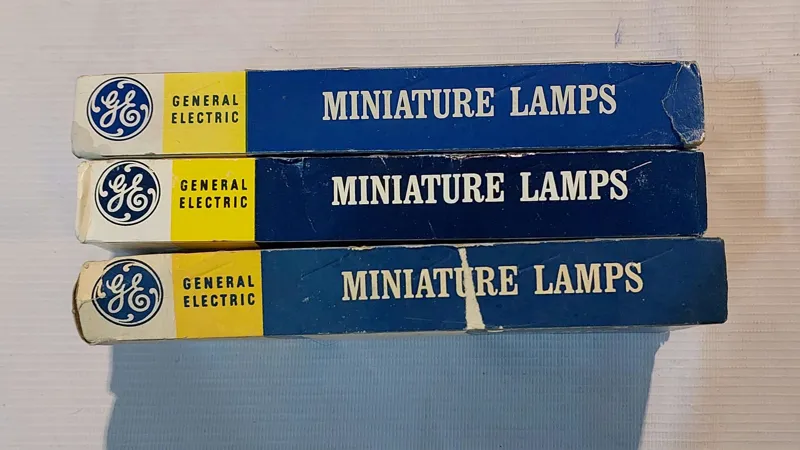 GE
GENERAL
ELECTRIC
MINIATURE LAMPS
GE
GENERAL
ELECTRIC
MINIATURE LAMPS
GE
GENERAL
ELECTRIC
MINIATURE LAMPS